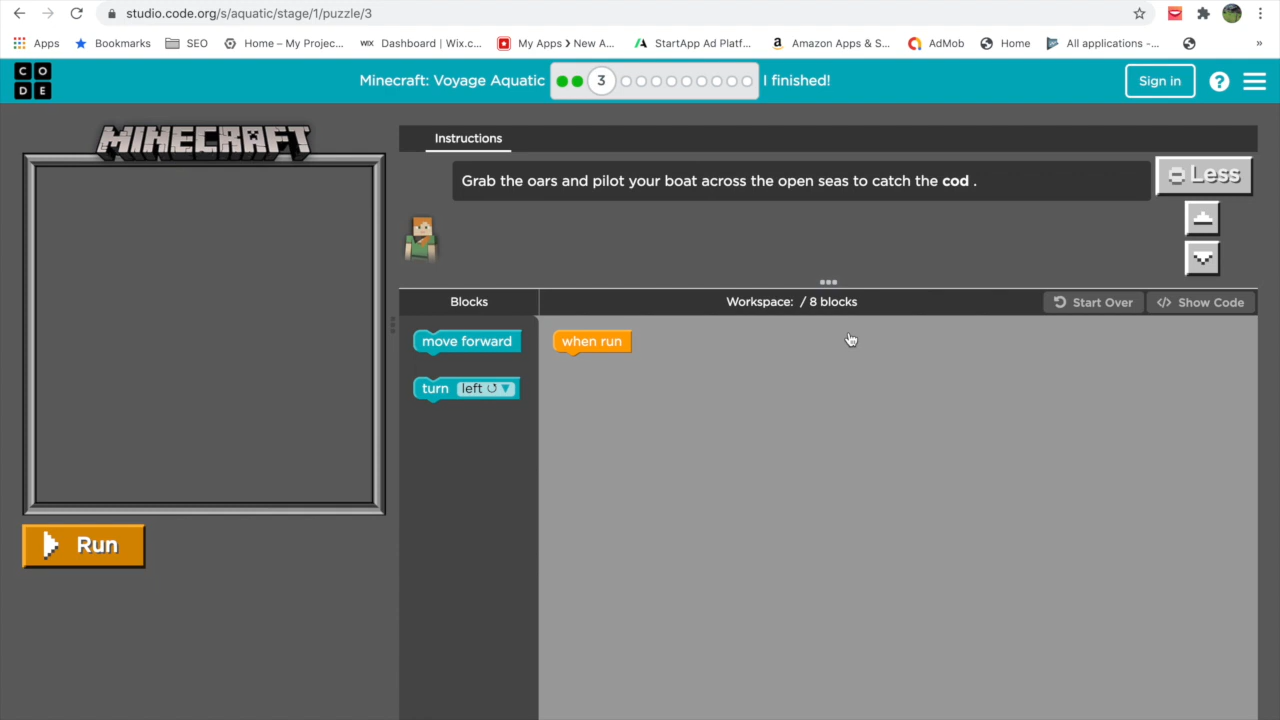 studio.code.org/s/aquatic/stage/1/puzzle/3
Apps Bookmarks SEO Home – My Projec... WIX Dashboard | Wix.c... My Apps > New A... StartApp Ad Platf... a Amazon Apps & S... AdMob Home All applications -... »
CODE Minecraft: Voyage Aquatic 3 I finished! Sign in ?
MINECRAFT
Instructions
Grab the oars and pilot your boat across the open seas to catch the cod .
Less
Blocks Workspace: / 8 blocks Start Over </> Show Code
move forward when run
turn left
Run